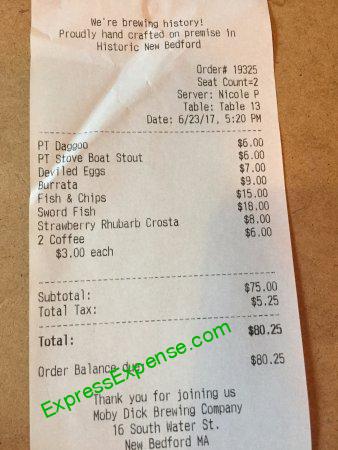 We're brewing history!
Proudly hand crafted on premise in
Historic New Bedford
Order# 19325
Seat Count=2
Server: Nicole P
Table: Table 13
Date: 6/23/17, 5:20 PM
PT Daggoo $6.00
PT Stove Boat Stout $6.00
Deviled Eggs $7.00
Burrata $9.00
Fish & Chips $15.00
Sword Fish $18.00
Strawberry Rhubarb Crosta $8.00
2 Coffee $6.00
$3.00 each
Subtotal: $75.00
Total Tax: $5.25
Total: $80.25
Order Balance due $80.25
ExpressExpense.com
Thank you for joining us
Moby Dick Brewing Company
16 South Water St.
New Bedford MA